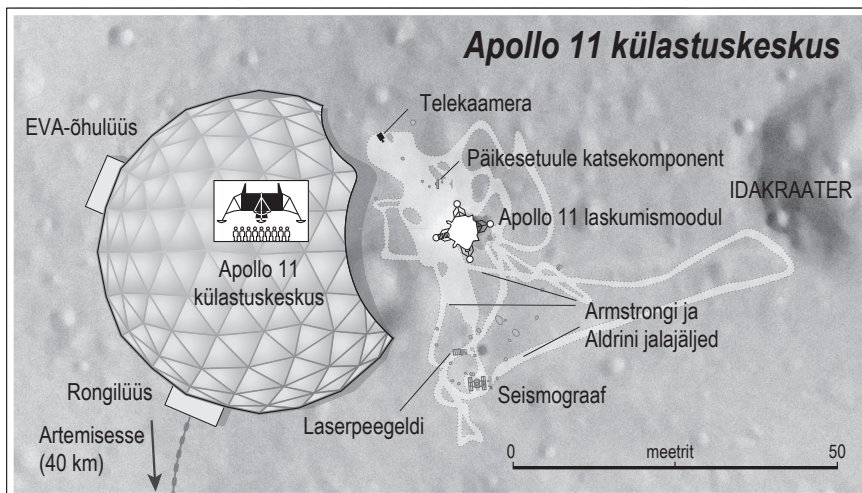 Apollo 11 külastuskeskus
Telekaamera
EVA-õhulüüs
Päikesetuule katsekomponent
IDAKRAATER
Apollo 11 laskumismoodul
Apollo 11
külastuskeskus
Armstrongi ja
Aldrini jalajäljed
Rongilüüs
Seismograaf
Laserpeegeldi
Artemisesse
(40 km)
0 meetrit 50